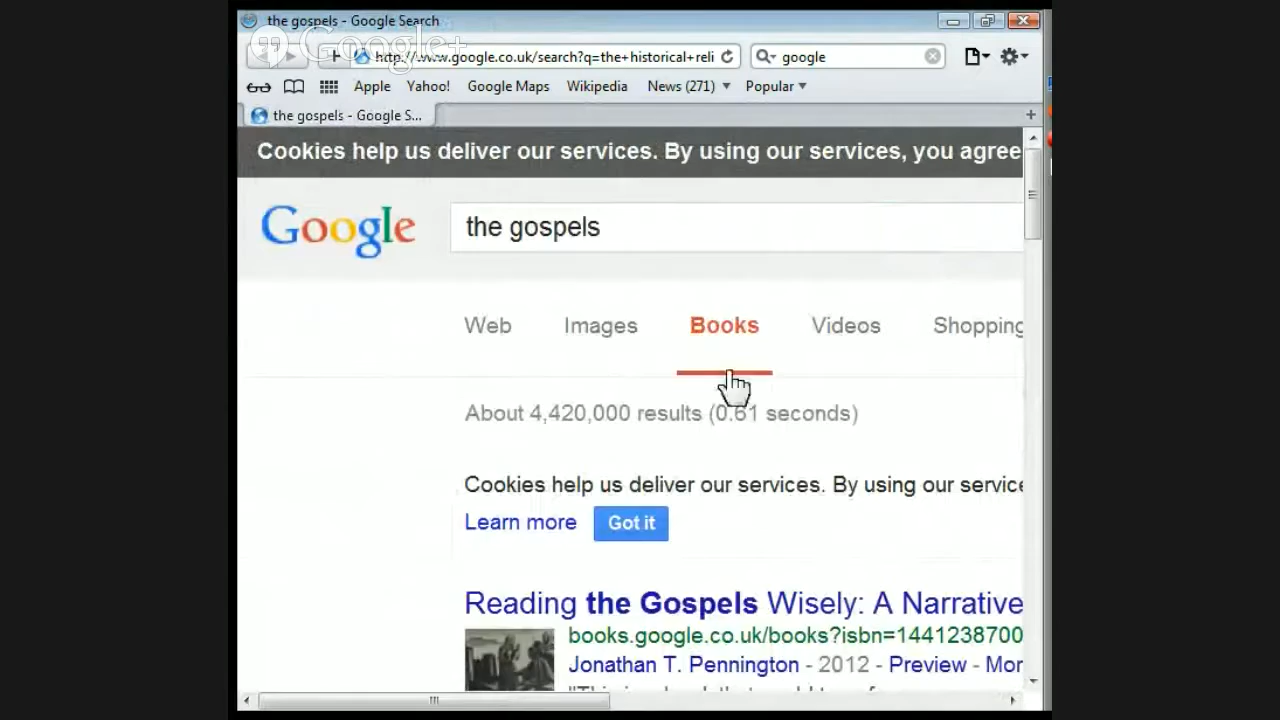 the gospels - Google Search
Google+
http://www.google.co.uk/search?q=the+historical+reli
google
Apple
Yahoo!
Google Maps
Wikipedia
News (271)
Popular
the gospels - Google S...
Cookies help us deliver our services. By using our services, you agree
Google
the gospels
Web
Images
Books
Videos
Shopping
About 4,420,000 results (0.61 seconds)
Cookies help us deliver our services. By using our service
Learn more
Got it
Reading the Gospels Wisely: A Narrative
books.google.co.uk/books?isbn=1441238700
Jonathan T. Pennington - 2012 - Preview - Mor